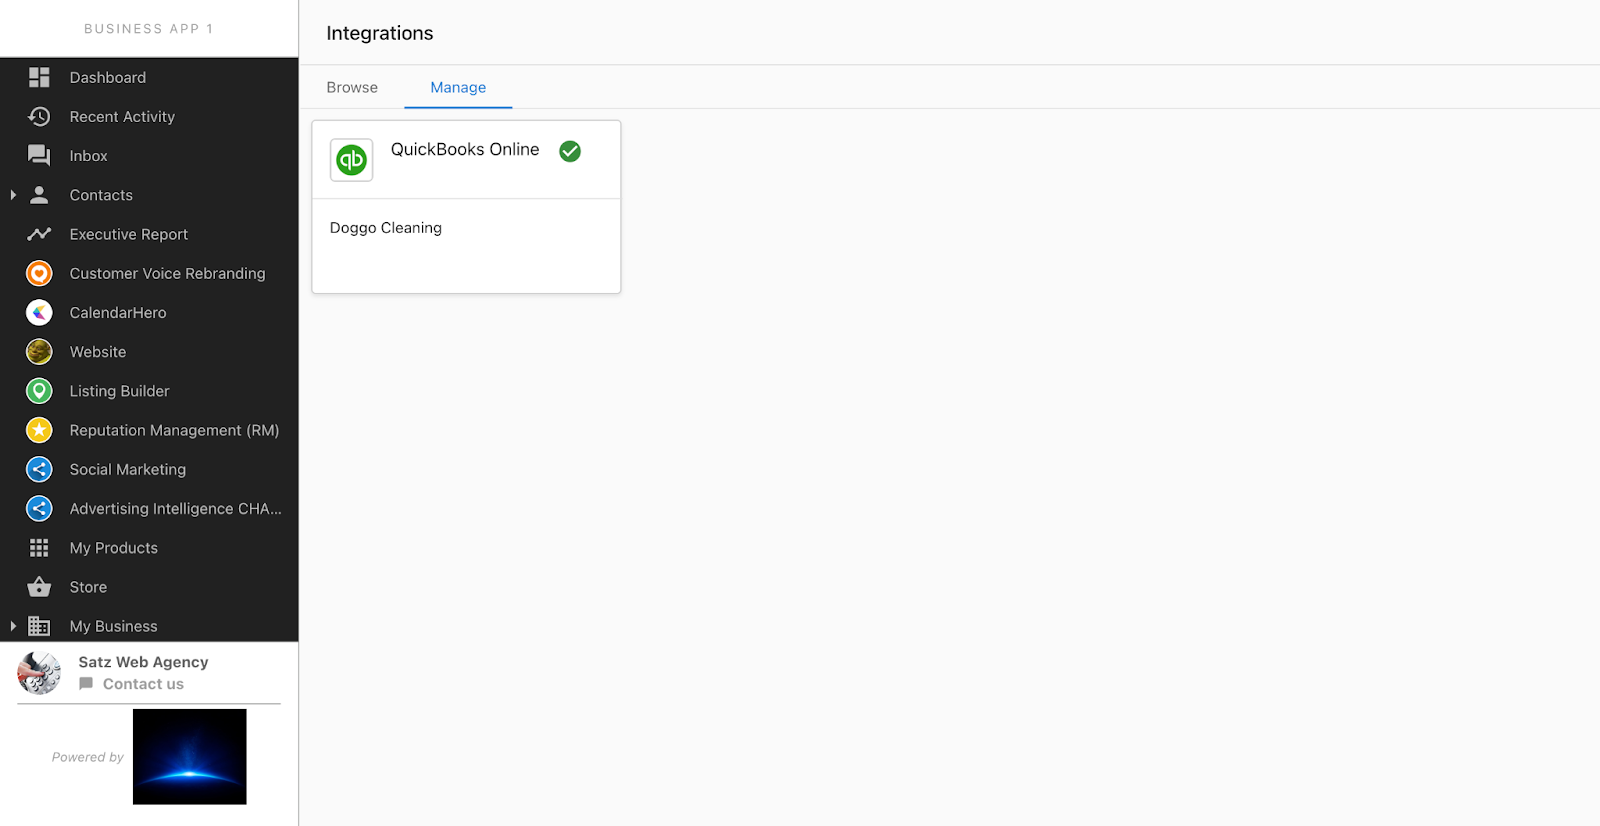 BUSINESS APP 1
Dashboard
Recent Activity
Inbox
Contacts
Executive Report
Customer Voice Rebranding
CalendarHero
Website
Listing Builder
Reputation Management (RM)
Social Marketing
Advertising Intelligence CHA...
My Products
Store
My Business
Satz Web Agency
Contact us
Powered by
Integrations
Browse Manage
qb QuickBooks Online
Doggo Cleaning